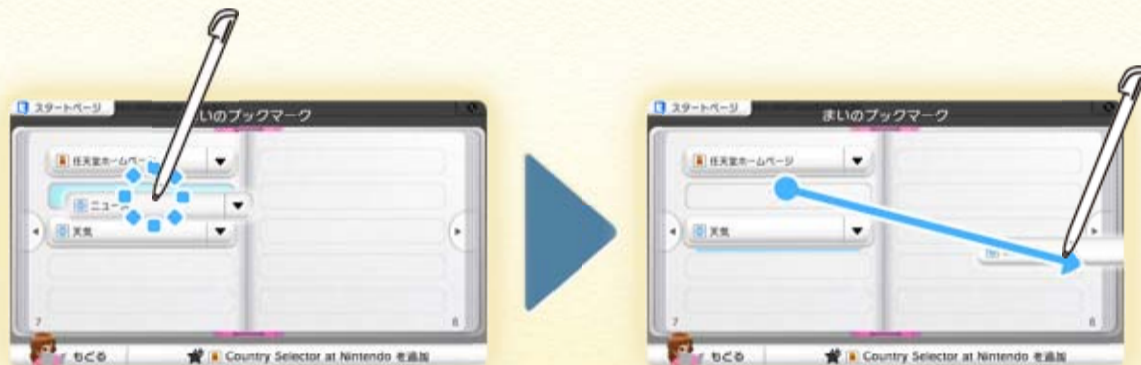 スタートページ
いのブックマーク
任天堂ホームページ
ニュー
天気
7
8
もどる
Country Selector at Nintendo を追加
スタートページ
まいのブックマーク
任天堂ホームページ
天気
7
8
もどる
Country Selector at Nintendo を追加